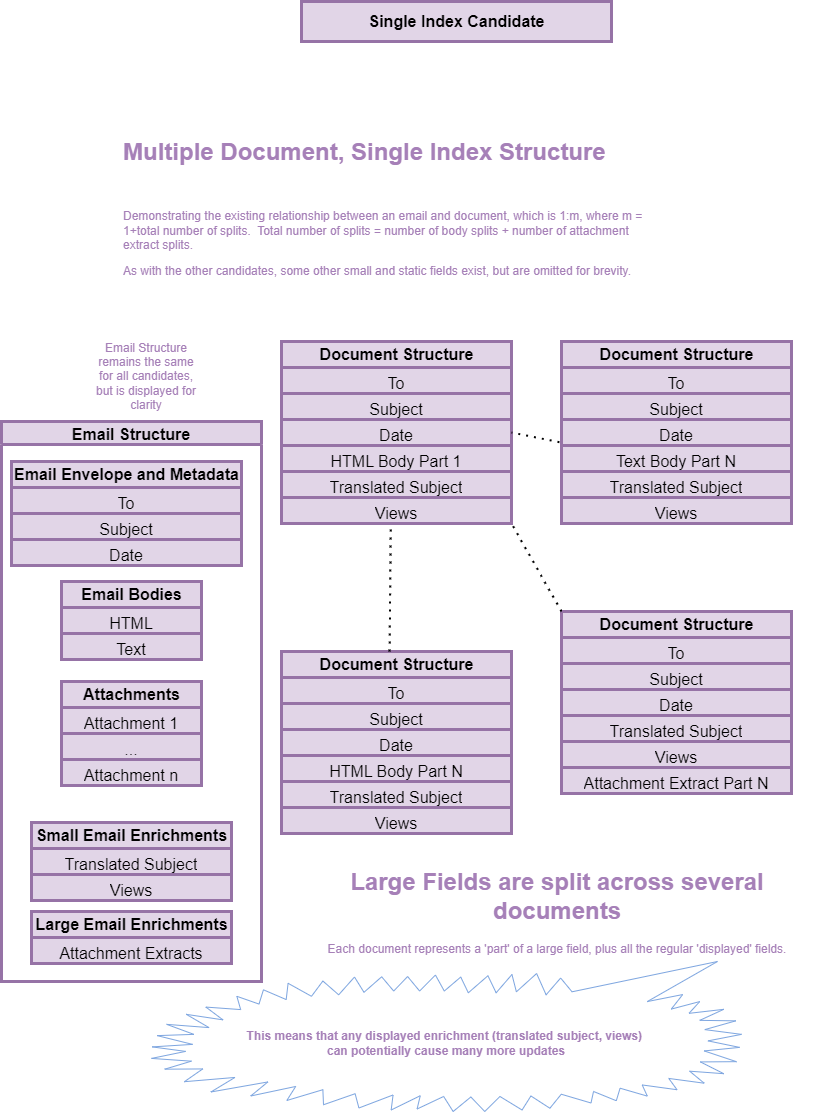 Single Index Candidate
Multiple Document, Single Index Structure
Demonstrating the existing relationship between an email and document, which is 1:m, where m =
1+total number of splits.  Total number of splits = number of body splits + number of attachment
extract splits.
As with the other candidates, some other small and static fields exist, but are omitted for brevity.
Email Structure
remains the same
for all candidates,
but is displayed for
clarity
Email Structure
Email Envelope and Metadata
To
Subject
Date
Email Bodies
HTML
Text
Attachments
Attachment 1
...
Attachment n
Small Email Enrichments
Translated Subject
Views
Large Email Enrichments
Attachment Extracts
Document Structure
To
Subject
Date
HTML Body Part 1
Translated Subject
Views
Document Structure
To
Subject
Date
Text Body Part N
Translated Subject
Views
Document Structure
To
Subject
Date
HTML Body Part N
Translated Subject
Views
Document Structure
To
Subject
Date
Translated Subject
Views
Attachment Extract Part N
Large Fields are split across several
documents
Each document represents a 'part' of a large field, plus all the regular 'displayed' fields.
This means that any displayed enrichment (translated subject, views)
can potentially cause many more updates